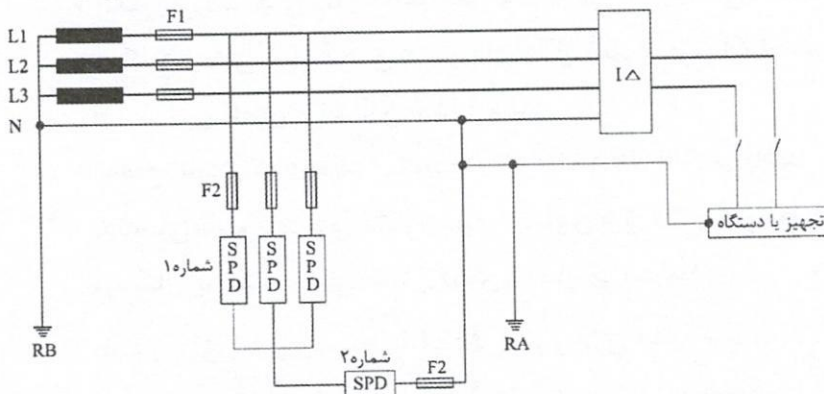 F1
L1
L2
L3
N
I△
F2
شماره۱
SPD
SPD
SPD
تجهیز یا دستگاه
RB
RA
شماره۲
SPD
F2